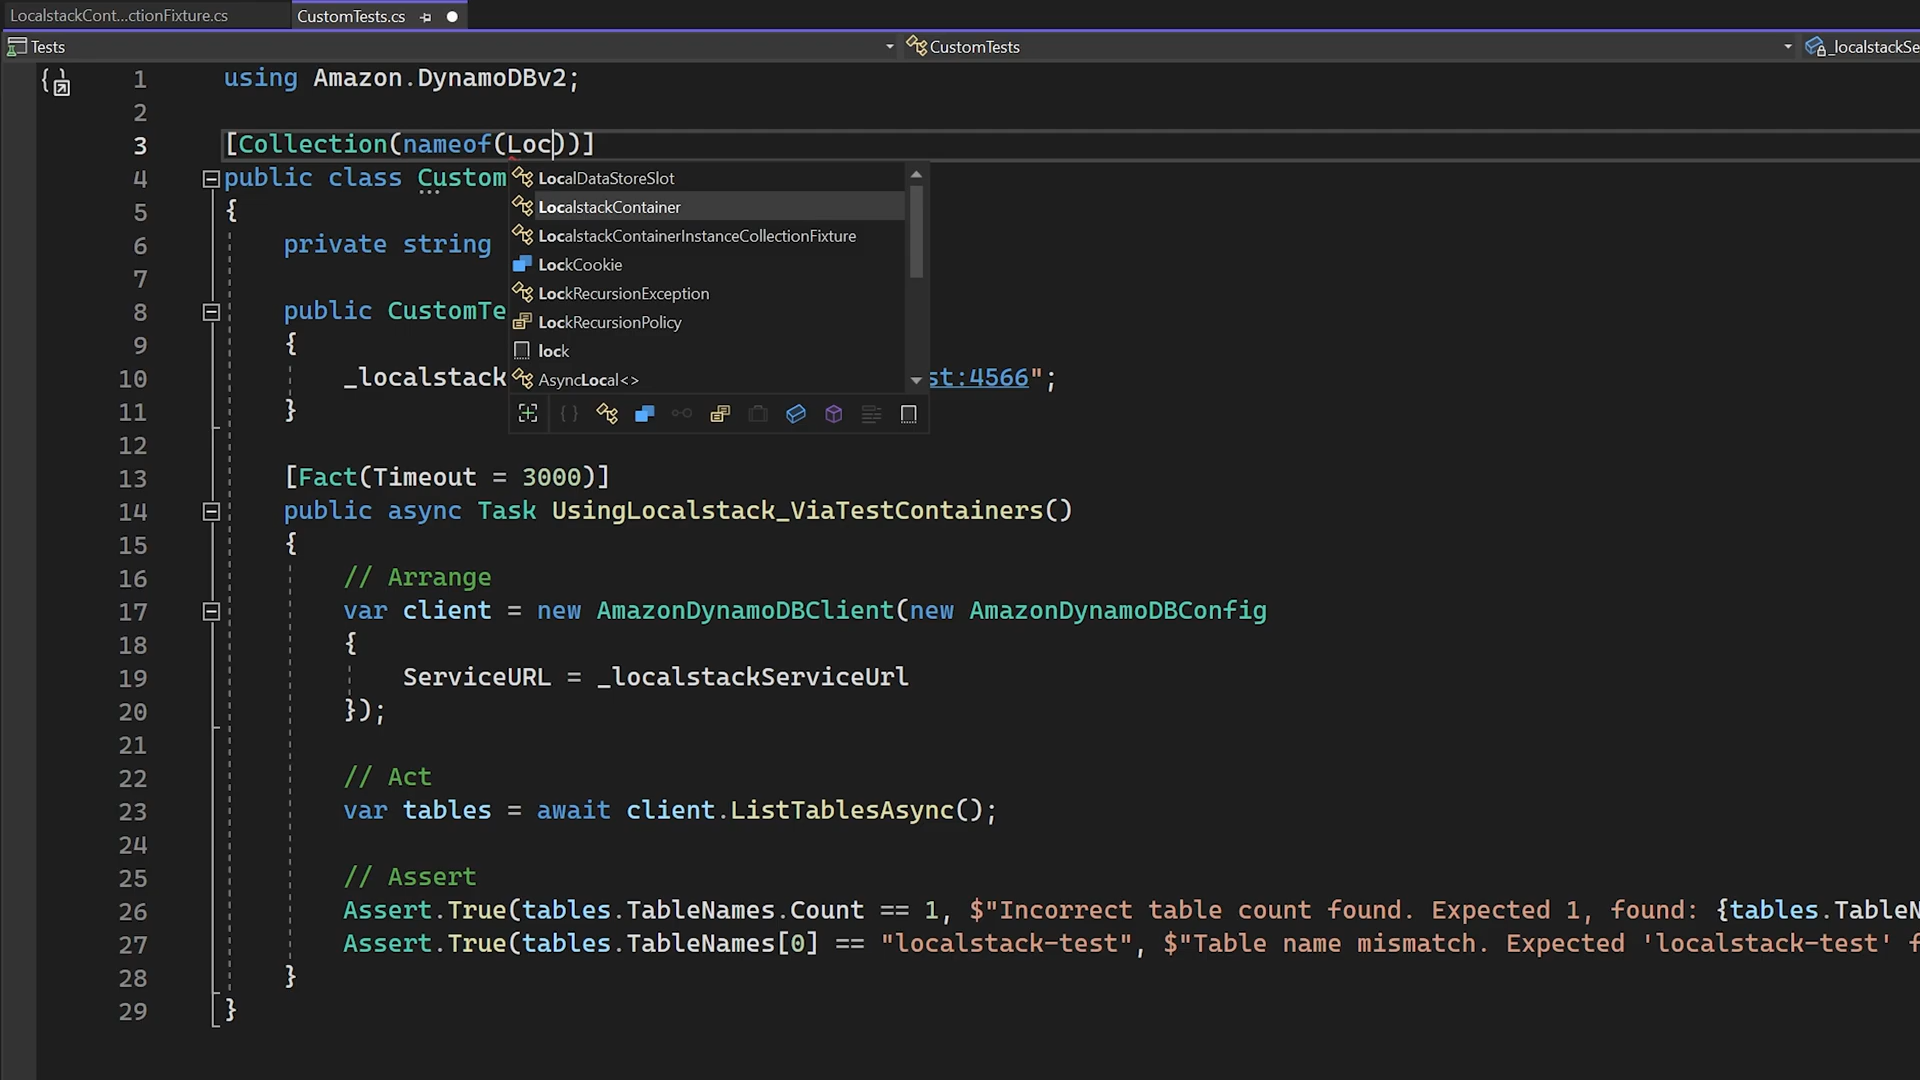 LocalstackCont...ctionFixture.cs
CustomTests.cs
Tests
CustomTests
_localstackSe
1 using Amazon.DynamoDBv2;
2
3 [Collection(nameof(Loc))]
4 public class Custom
5 {
6 private string
7
8 public CustomTe
9 {
10 _localstack st:4566";
11 }
12
13 [Fact(Timeout = 3000)]
14 public async Task UsingLocalstack_ViaTestContainers()
15 {
16 // Arrange
17 var client = new AmazonDynamoDBClient(new AmazonDynamoDBConfig
18 {
19 ServiceURL = _localstackServiceUrl
20 });
21
22 // Act
23 var tables = await client.ListTablesAsync();
24
25 // Assert
26 Assert.True(tables.TableNames.Count == 1, $"Incorrect table count found. Expected 1, found: {tables.TableN
27 Assert.True(tables.TableNames[0] == "localstack-test", $"Table name mismatch. Expected 'localstack-test' f
28 }
29 }
LocalDataStoreSlot
LocalstackContainer
LocalstackContainerInstanceCollectionFixture
LockCookie
LockRecursionException
LockRecursionPolicy
lock
AsyncLocal<>